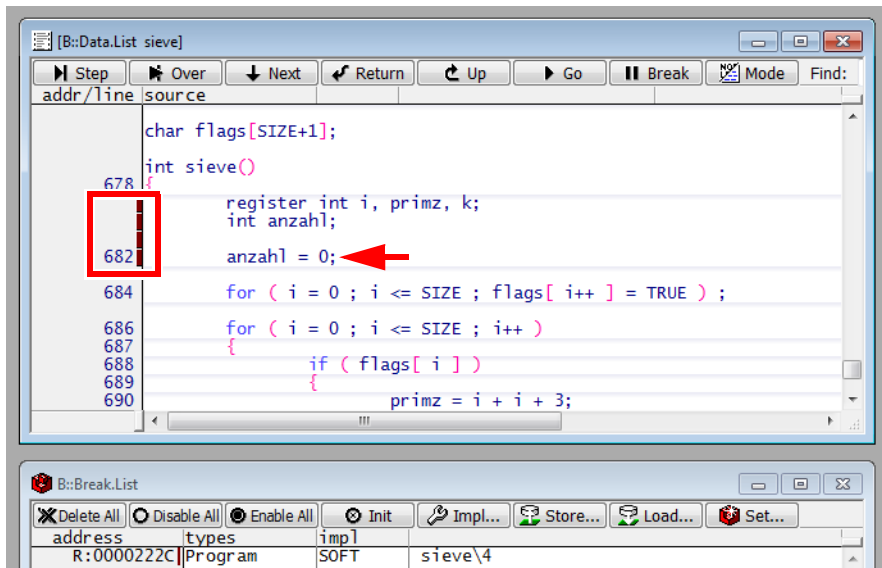 [B::Data.List sieve]
Step Over Next Return Up Go Break Mode Find:
addr/line source
char flags[SIZE+1];
int sieve()
678 {
register int i, primz, k;
int anzahl;
682 anzahl = 0;
684 for ( i = 0 ; i <= SIZE ; flags[ i++ ] = TRUE ) ;
686 for ( i = 0 ; i <= SIZE ; i++ )
687 {
688 if ( flags[ i ] )
689 {
690 primz = i + i + 3;
B::Break.List
Delete All Disable All Enable All Init Impl... Store... Load... Set...
address types impl
R:0000222C Program SOFT sieve\4